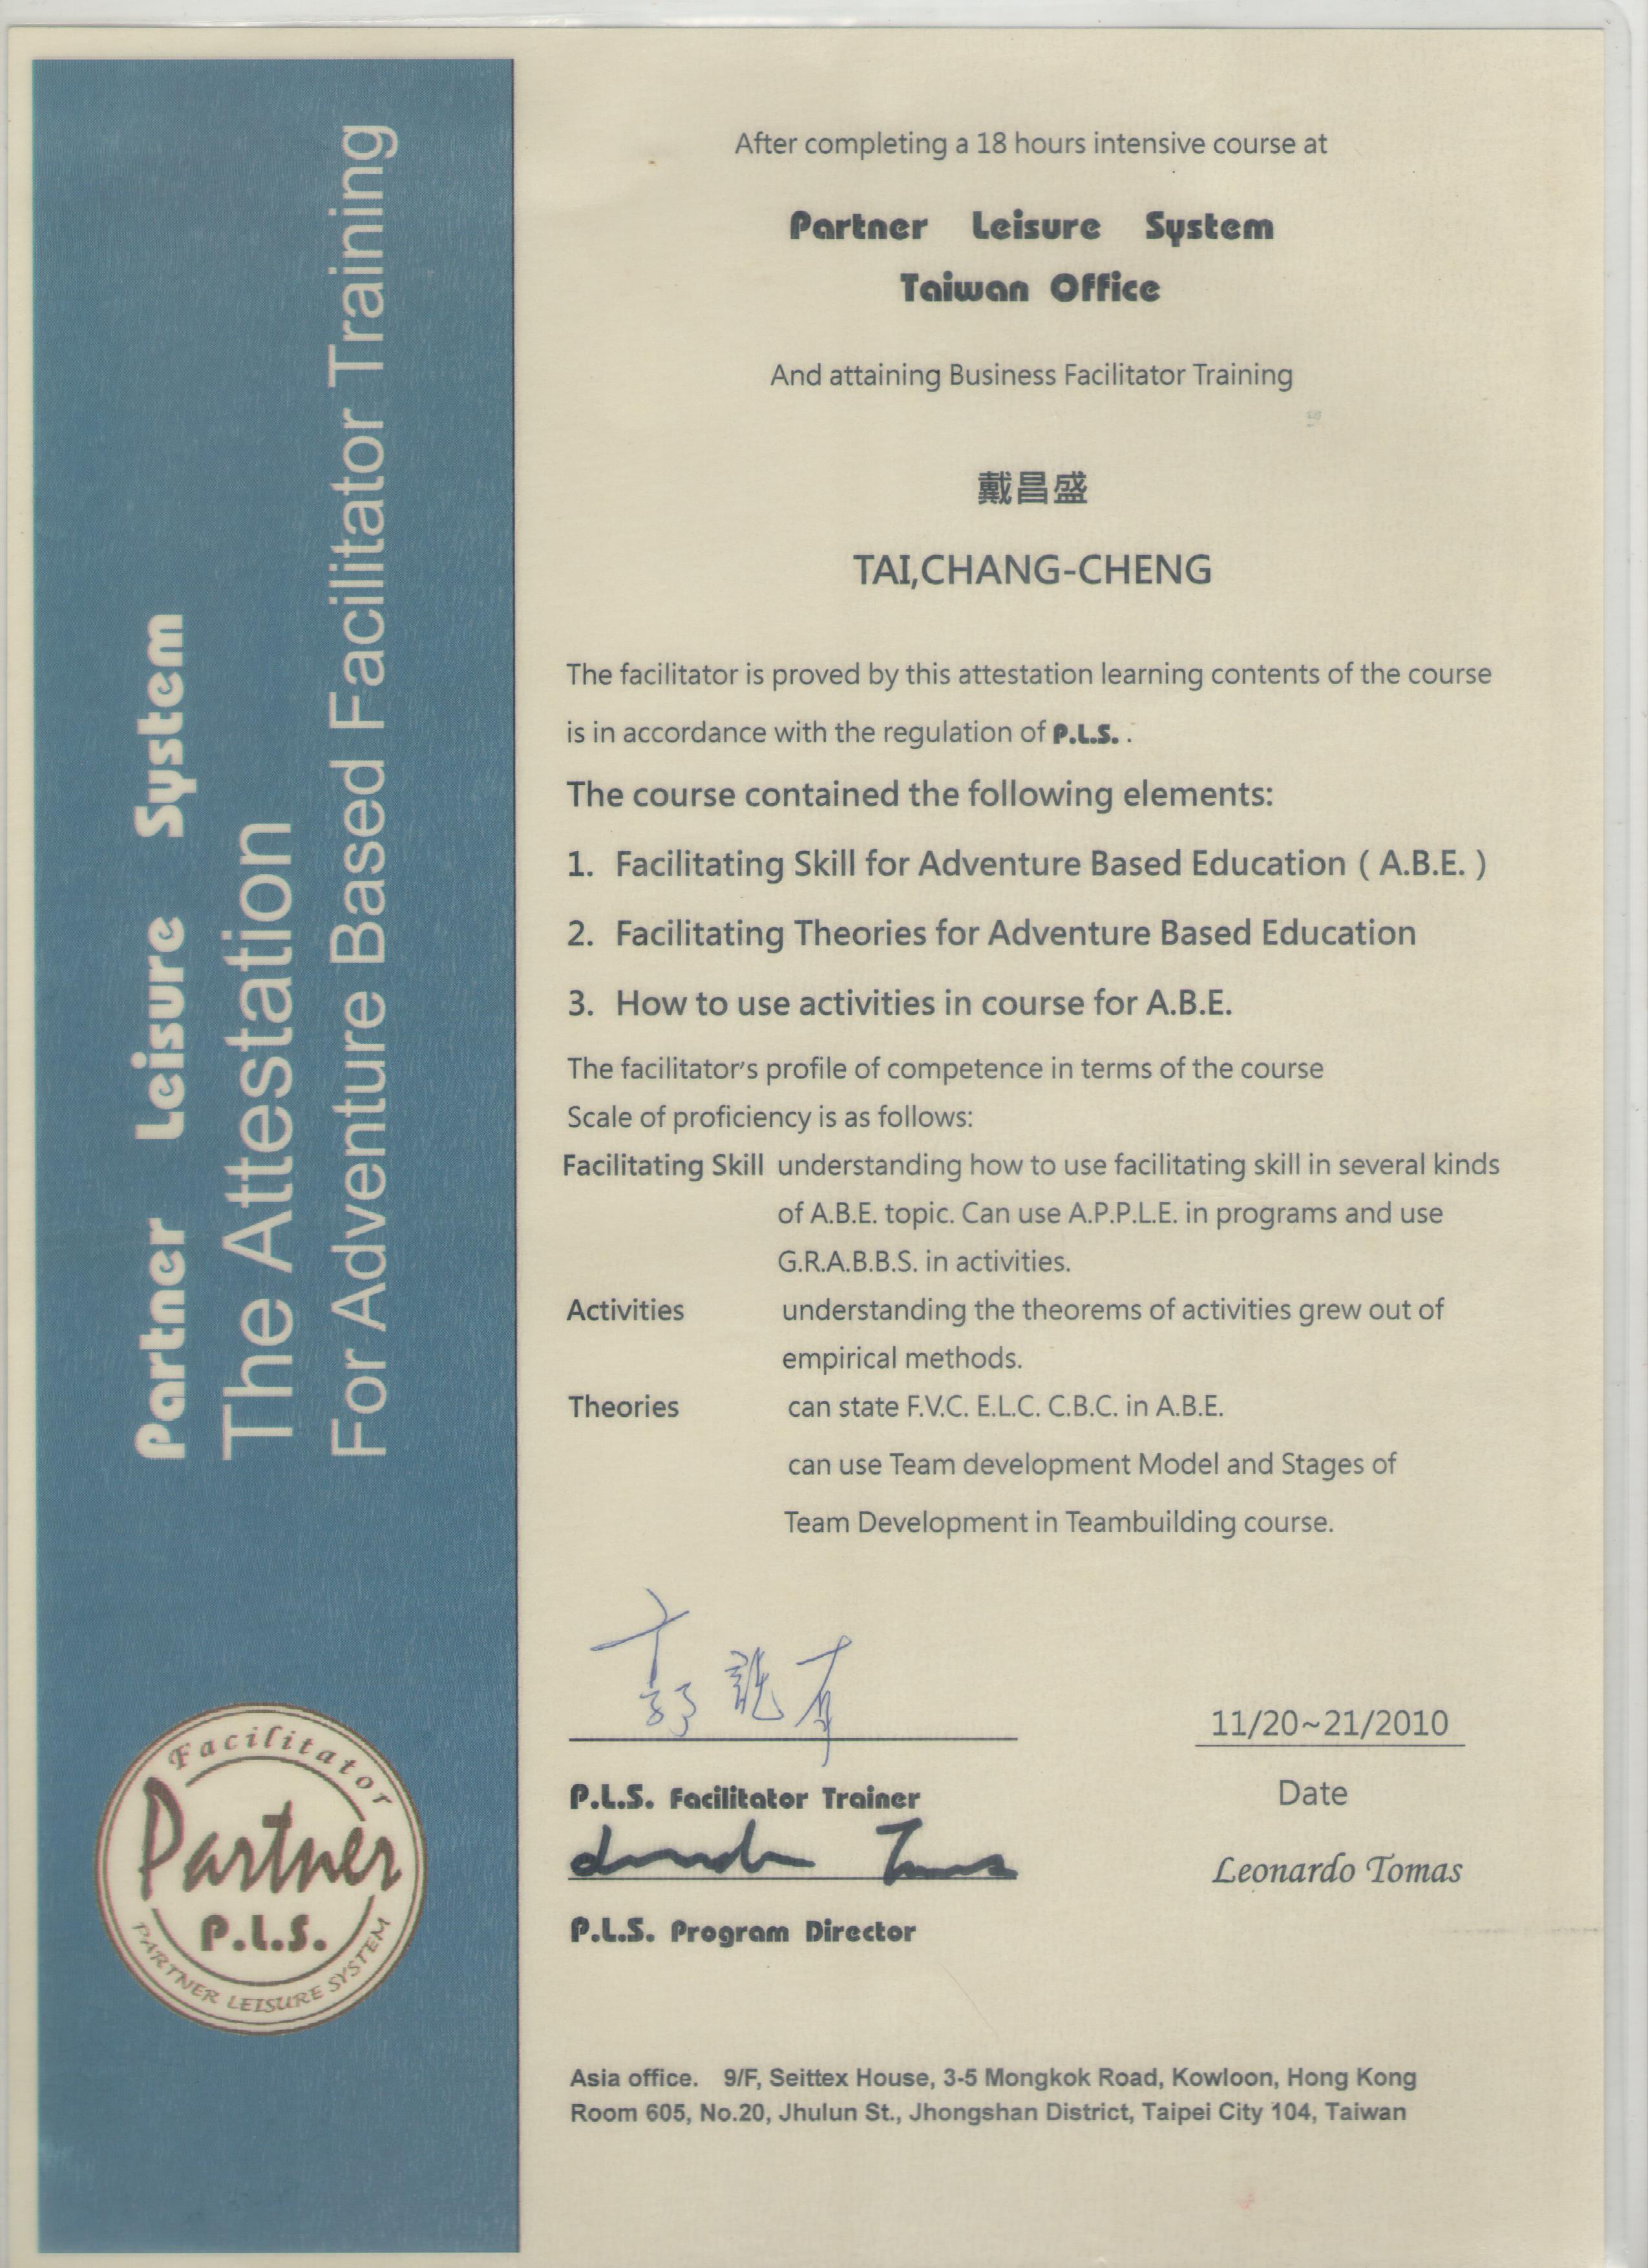 Partner Leisure System
The Attestation
For Adventure Based Facilitator Training
Facilitator
Partner
P.L.S.
PARTNER LEISURE SYSTEM
After completing a 18 hours intensive course at
Partner Leisure System
Taiwan Office
And attaining Business Facilitator Training
戴昌盛
TAI,CHANG-CHENG
The facilitator is proved by this attestation learning contents of the course
is in accordance with the regulation of P.L.S. .
The course contained the following elements:
1. Facilitating Skill for Adventure Based Education ( A.B.E. )
2. Facilitating Theories for Adventure Based Education
3. How to use activities in course for A.B.E.
The facilitator's profile of competence in terms of the course
Scale of proficiency is as follows:
Facilitating Skill understanding how to use facilitating skill in several kinds
of A.B.E. topic. Can use A.P.P.L.E. in programs and use
G.R.A.B.B.S. in activities.
Activities understanding the theorems of activities grew out of
empirical methods.
Theories can state F.V.C. E.L.C. C.B.C. in A.B.E.
can use Team development Model and Stages of
Team Development in Teambuilding course.
11/20~21/2010
P.L.S. Facilitator Trainer
Date
Leonardo Tomas
P.L.S. Program Director
Asia office. 9/F, Seittex House, 3-5 Mongkok Road, Kowloon, Hong Kong
Room 605, No.20, Jhulun St., Jhongshan District, Taipei City 104, Taiwan